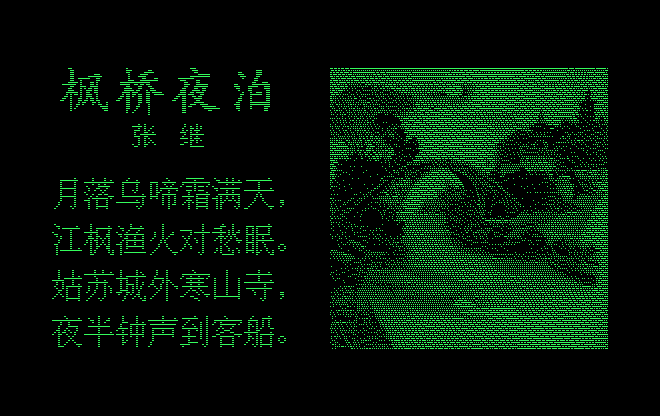 枫桥夜泊
张 继
月落乌啼霜满天，
江枫渔火对愁眠。
姑苏城外寒山寺，
夜半钟声到客船。